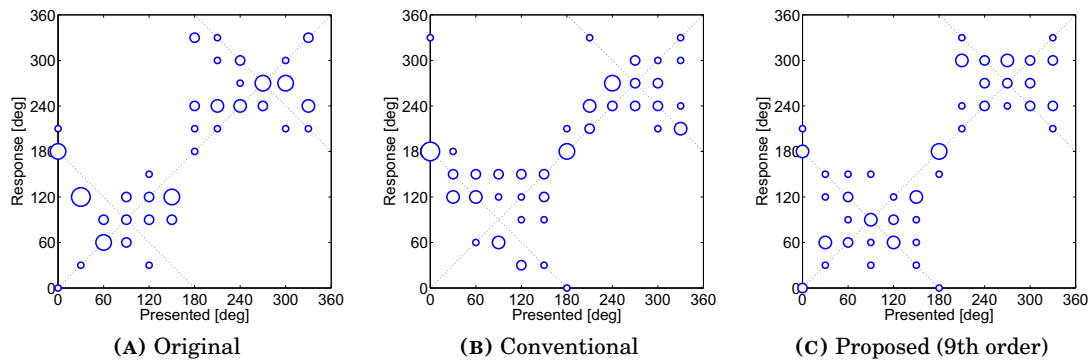 360
300
240
180
120
60
0
Response [deg]
0 60 120 180 240 300 360
Presented [deg]
(A) Original
360
300
240
180
120
60
0
Response [deg]
0 60 120 180 240 300 360
Presented [deg]
(B) Conventional
360
300
240
180
120
60
0
Response [deg]
0 60 120 180 240 300 360
Presented [deg]
(C) Proposed (9th order)